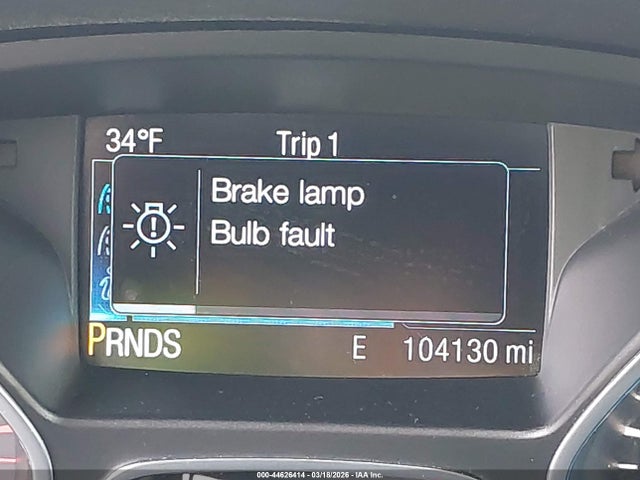 34°F Trip 1
Brake lamp
Bulb fault
PRNDS E 104130 mi
000-44626414 - 03/18/2026 - IAA Inc.